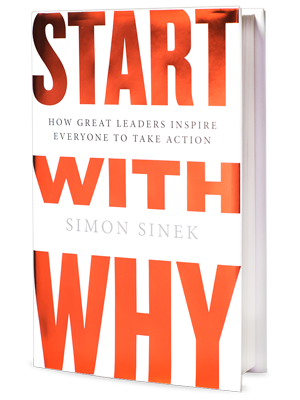 START
HOW GREAT LEADERS INSPIRE
EVERYONE TO TAKE ACTION
WITH
SIMON SINEK
WHY